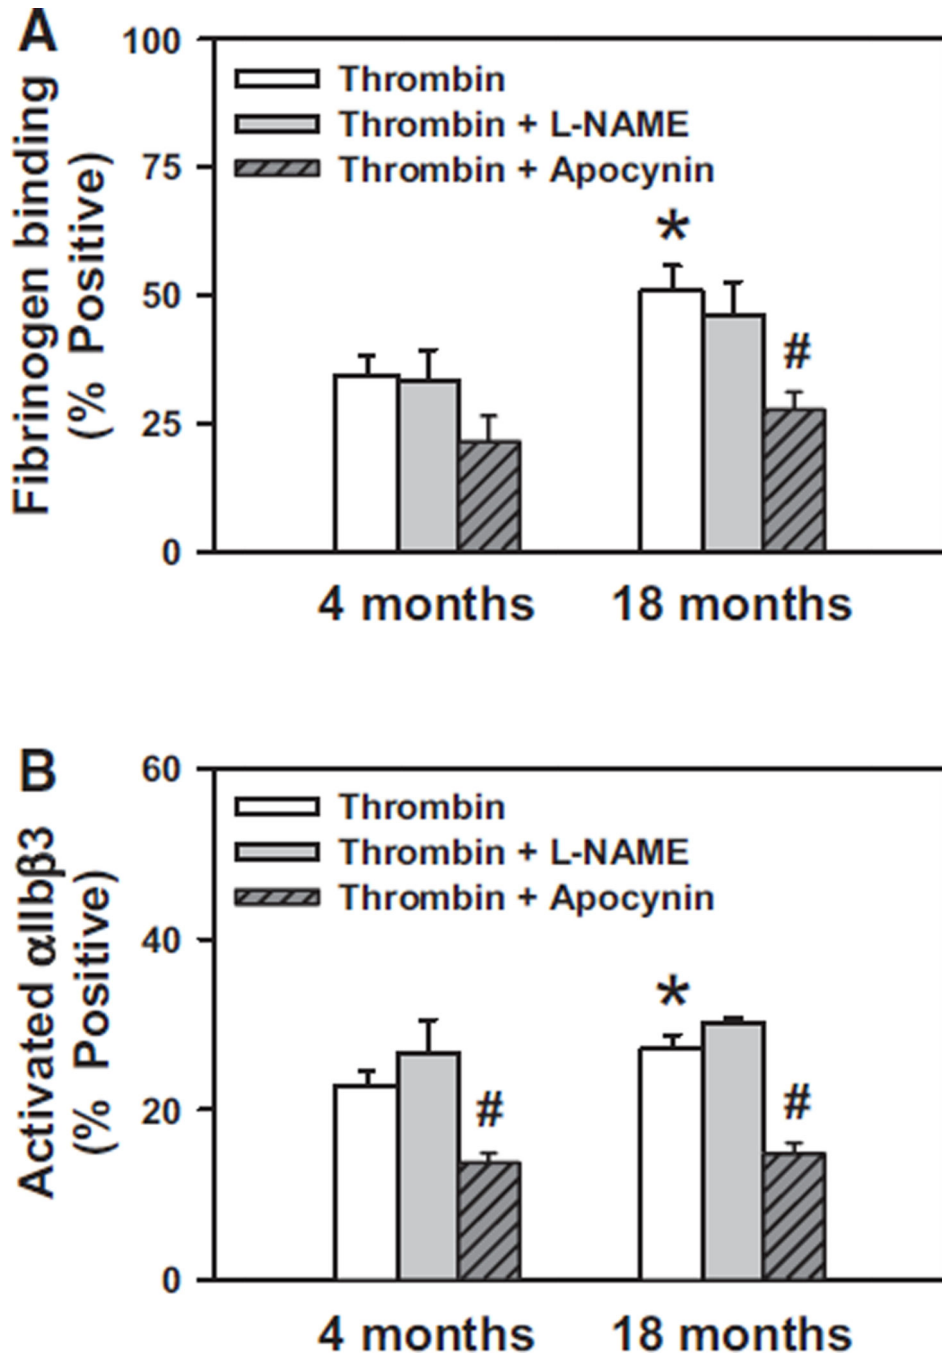 A
Fibrinogen binding
(% Positive)
100
75
50
25
0
Thrombin
Thrombin + L-NAME
Thrombin + Apocynin
*
#
4 months
18 months
B
Activated αIIbβ3
(% Positive)
60
40
20
0
Thrombin
Thrombin + L-NAME
Thrombin + Apocynin
*
#
#
4 months
18 months